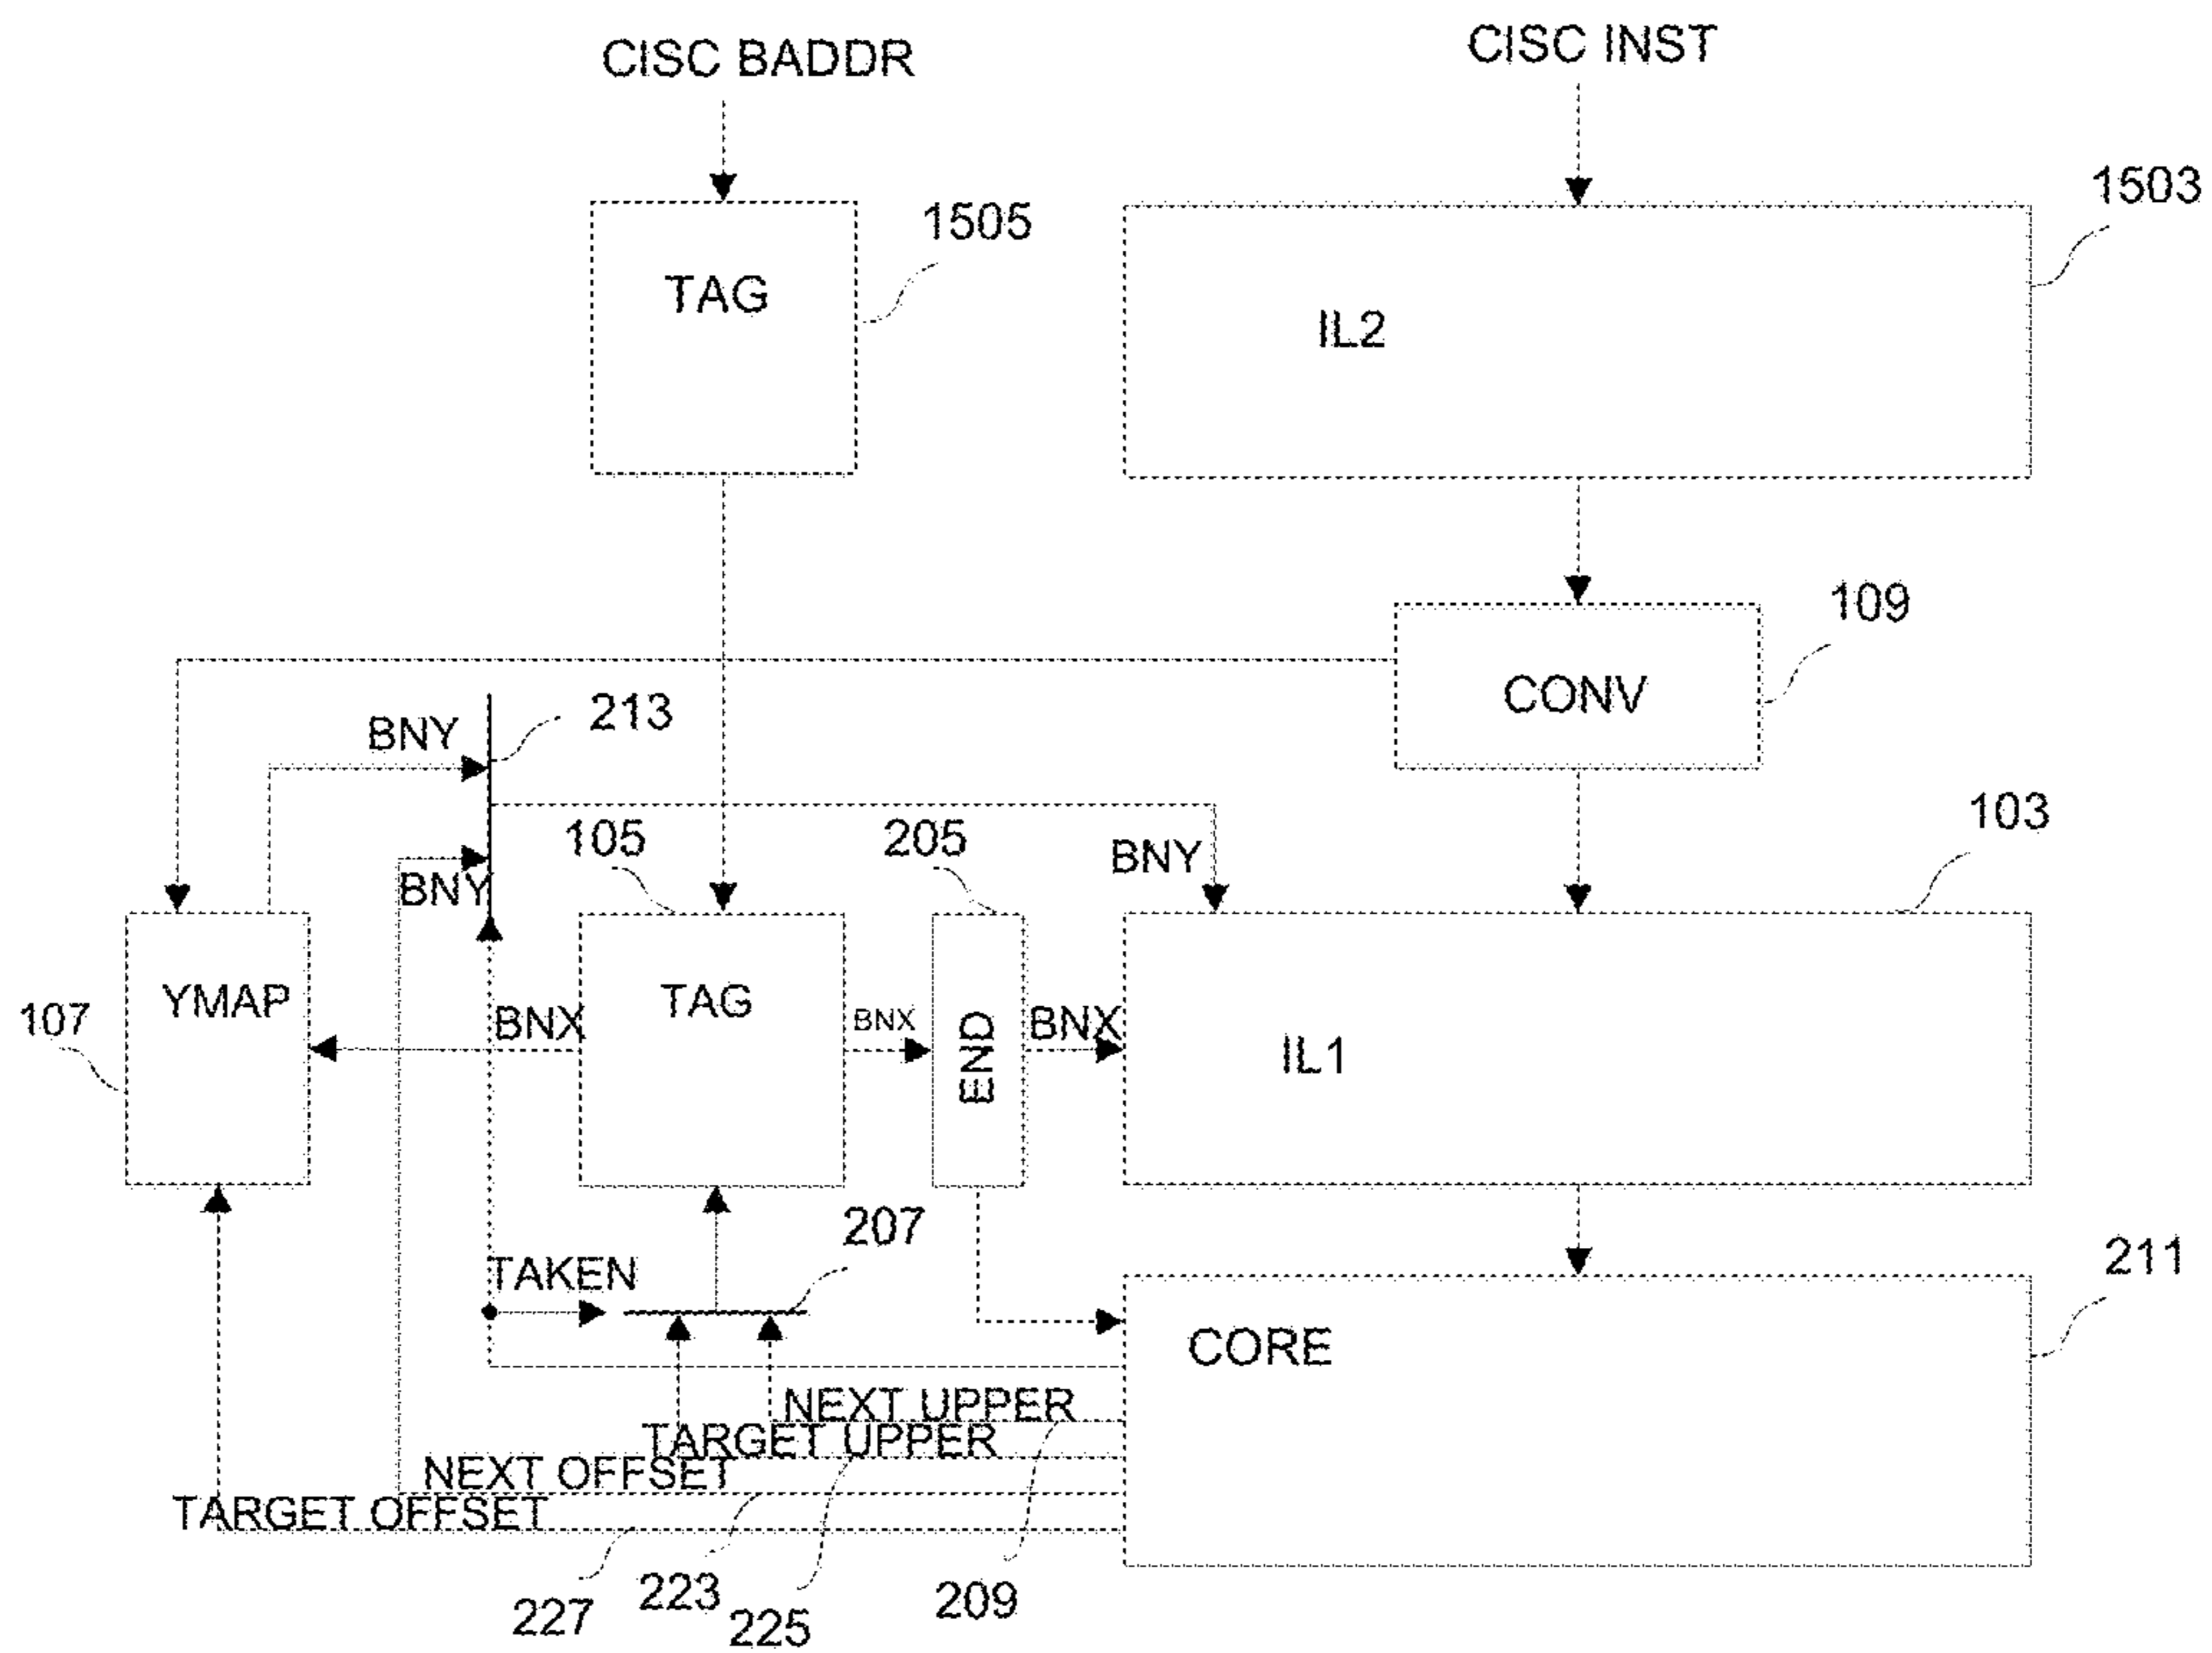 CISC BADDR
CISC INST
1503
1505
TAG
IL2
109
CONV
213
BNY
103
105
205
BNY
BNY
YMAP
TAG
107
BNX
BNX
BNX
END
IL1
207
211
TAKEN
CORE
NEXT UPPER
TARGET UPPER
NEXT OFFSET
TARGET OFFSET
223
209
227
225